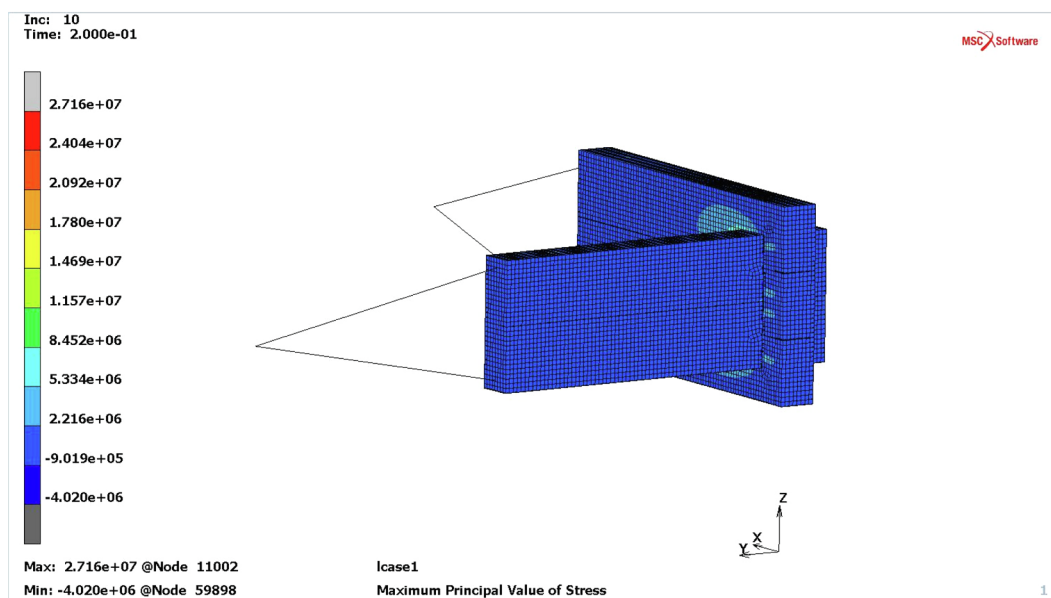 Inc: 10
Time: 2.000e-01
MSC Software
2.716e+07
2.404e+07
2.092e+07
1.780e+07
1.469e+07
1.157e+07
8.452e+06
5.334e+06
2.216e+06
-9.019e+05
-4.020e+06
Z
X
Y
Max: 2.716e+07 @Node 11002
lcase1
Min: -4.020e+06 @Node 59898
Maximum Principal Value of Stress
1